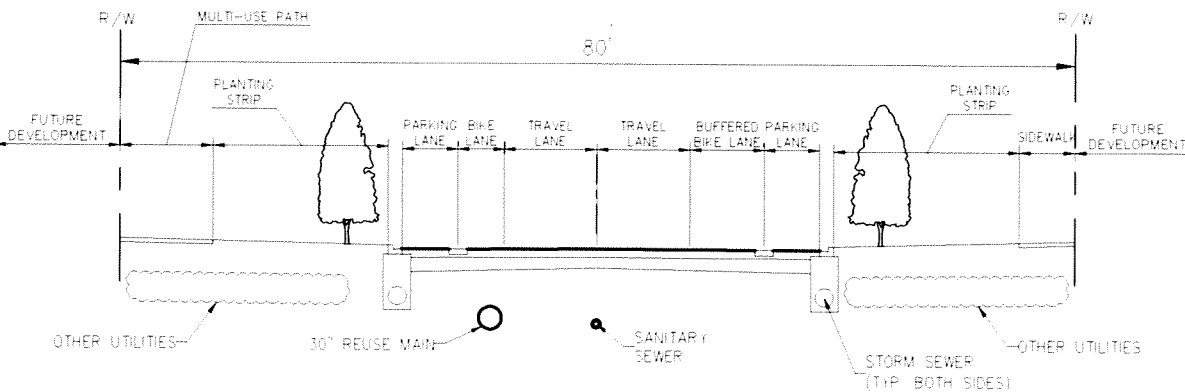 R/W
MULTI-USE PATH
R/W
80'
PLANTING
STRIP
PLANTING
STRIP
FUTURE
DEVELOPMENT
PARKING
LANE
BIKE
LANE
TRAVEL
LANE
TRAVEL
LANE
BUFFERED
BIKE LANE
PARKING
LANE
SIDEWALK
FUTURE
DEVELOPMENT
OTHER UTILITIES
30" REUSE MAIN
SANITARY
SEWER
STORM SEWER
(TYP BOTH SIDES)
OTHER UTILITIES